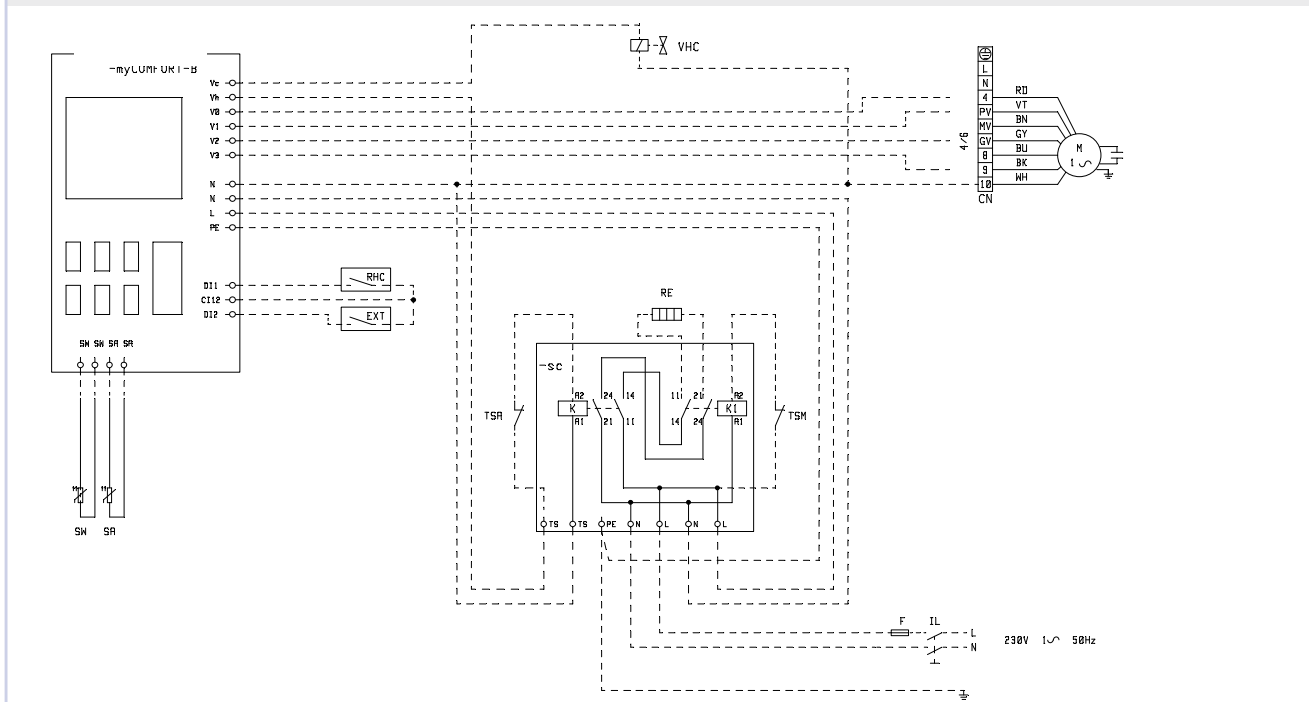 -myCOMFORT-B
Vc
Vh
V0
V1
V2
V3
N
N
L
PE
DI1
CI12
DI2
SW SW SA SA
SW SA
RHC
EXT
VHC
L
N
4
PV
MV
GV
8
9
10
CN
4/6
RD
VT
BN
GY
BU
BK
WH
M
1
RE
-SC
A2 24 14 11 21 A2
K K1
A1 21 11 14 24 A1
TSA
TSM
TS TS PE N L N L
F IL
L
N
230V 1 50Hz